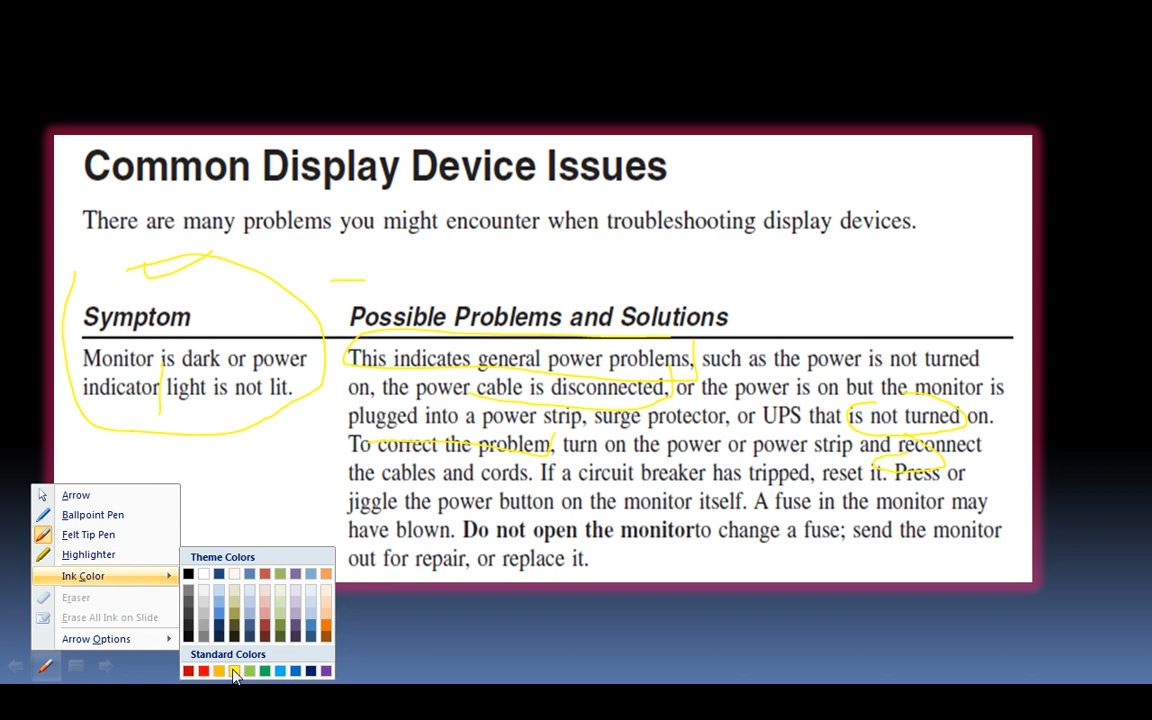 Common Display Device Issues
There are many problems you might encounter when troubleshooting display devices.
Symptom
Monitor is dark or power
indicator light is not lit.
Possible Problems and Solutions
This indicates general power problems, such as the power is not turned
on, the power cable is disconnected, or the power is on but the monitor is
plugged into a power strip, surge protector, or UPS that is not turned on.
To correct the problem, turn on the power or power strip and reconnect
the cables and cords. If a circuit breaker has tripped, reset it. Press or
jiggle the power button on the monitor itself. A fuse in the monitor may
have blown. Do not open the monitorto change a fuse; send the monitor
out for repair, or replace it.
Arrow
Ballpoint Pen
Felt Tip Pen
Highlighter
Ink Color
Eraser
Erase All Ink on Slide
Arrow Options
Theme Colors
Standard Colors